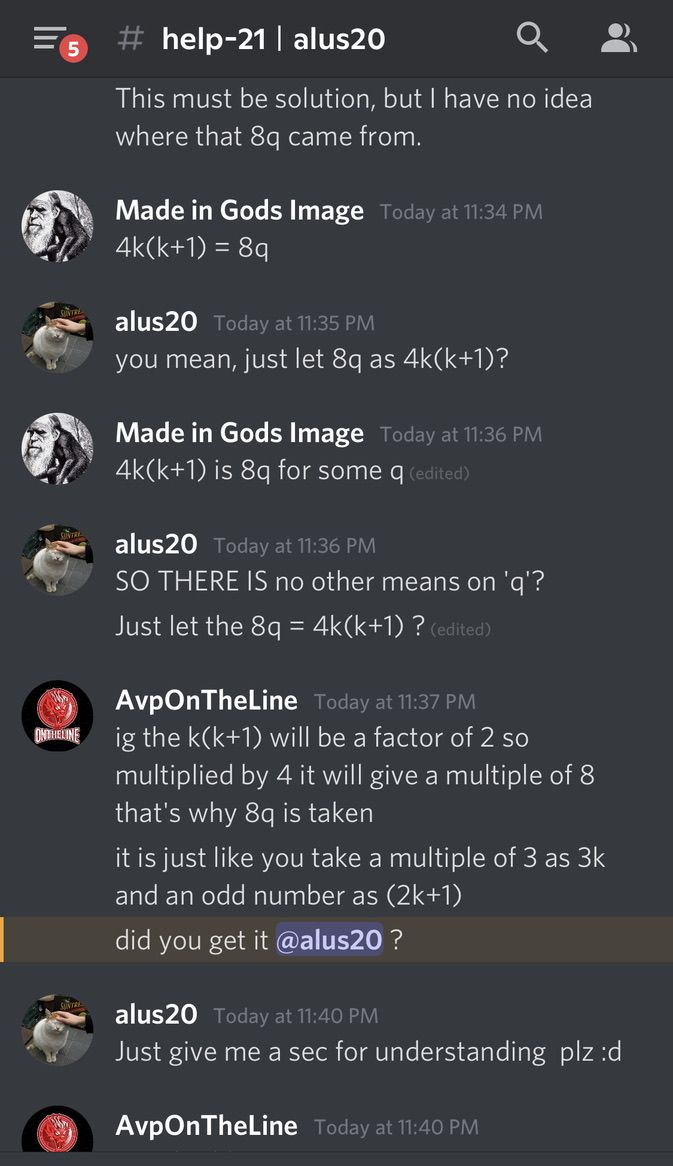 5
# help-21 | alus20
This must be solution, but I have no idea
where that 8q came from.
Made in Gods Image Today at 11:34 PM
4k(k+1) = 8q
alus20 Today at 11:35 PM
you mean, just let 8q as 4k(k+1)?
Made in Gods Image Today at 11:36 PM
4k(k+1) is 8q for some q (edited)
alus20 Today at 11:36 PM
SO THERE IS no other means on 'q'?
Just let the 8q = 4k(k+1) ? (edited)
ONTHELINE
AvpOnTheLine Today at 11:37 PM
ig the k(k+1) will be a factor of 2 so
multiplied by 4 it will give a multiple of 8
that's why 8q is taken
it is just like you take a multiple of 3 as 3k
and an odd number as (2k+1)
did you get it @alus20 ?
alus20 Today at 11:40 PM
Just give me a sec for understanding  plz :d
AvpOnTheLine Today at 11:40 PM